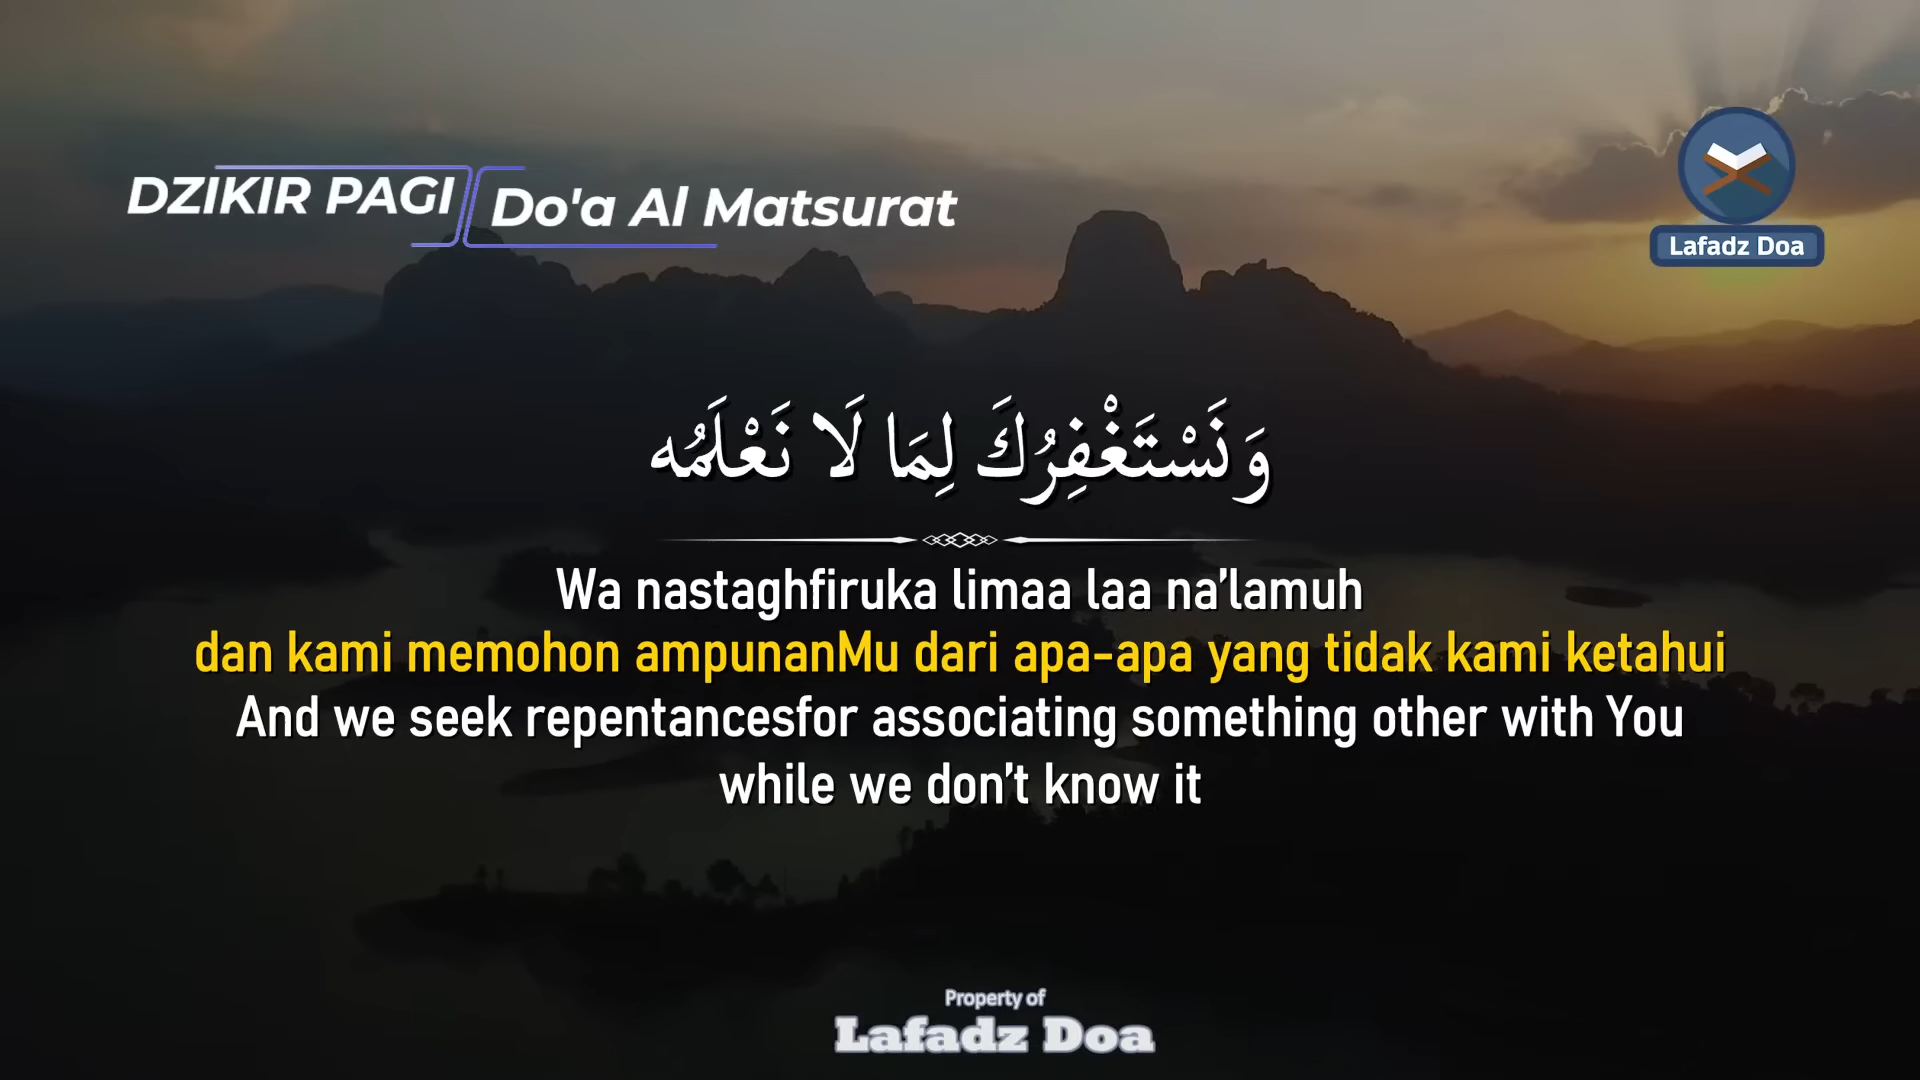 DZIKIR PAGI
Do'a Al Matsurat
Lafadz Doa
وَنَسْتَغْفِرُكَ لِمَا لَا نَعْلَمُه
Wa nastaghfiruka limaa laa na’lamuh
dan kami memohon ampunanMu dari apa-apa yang tidak kami ketahui
And we seek repentancesfor associating something other with You
while we don’t know it
Property of
Lafadz Doa